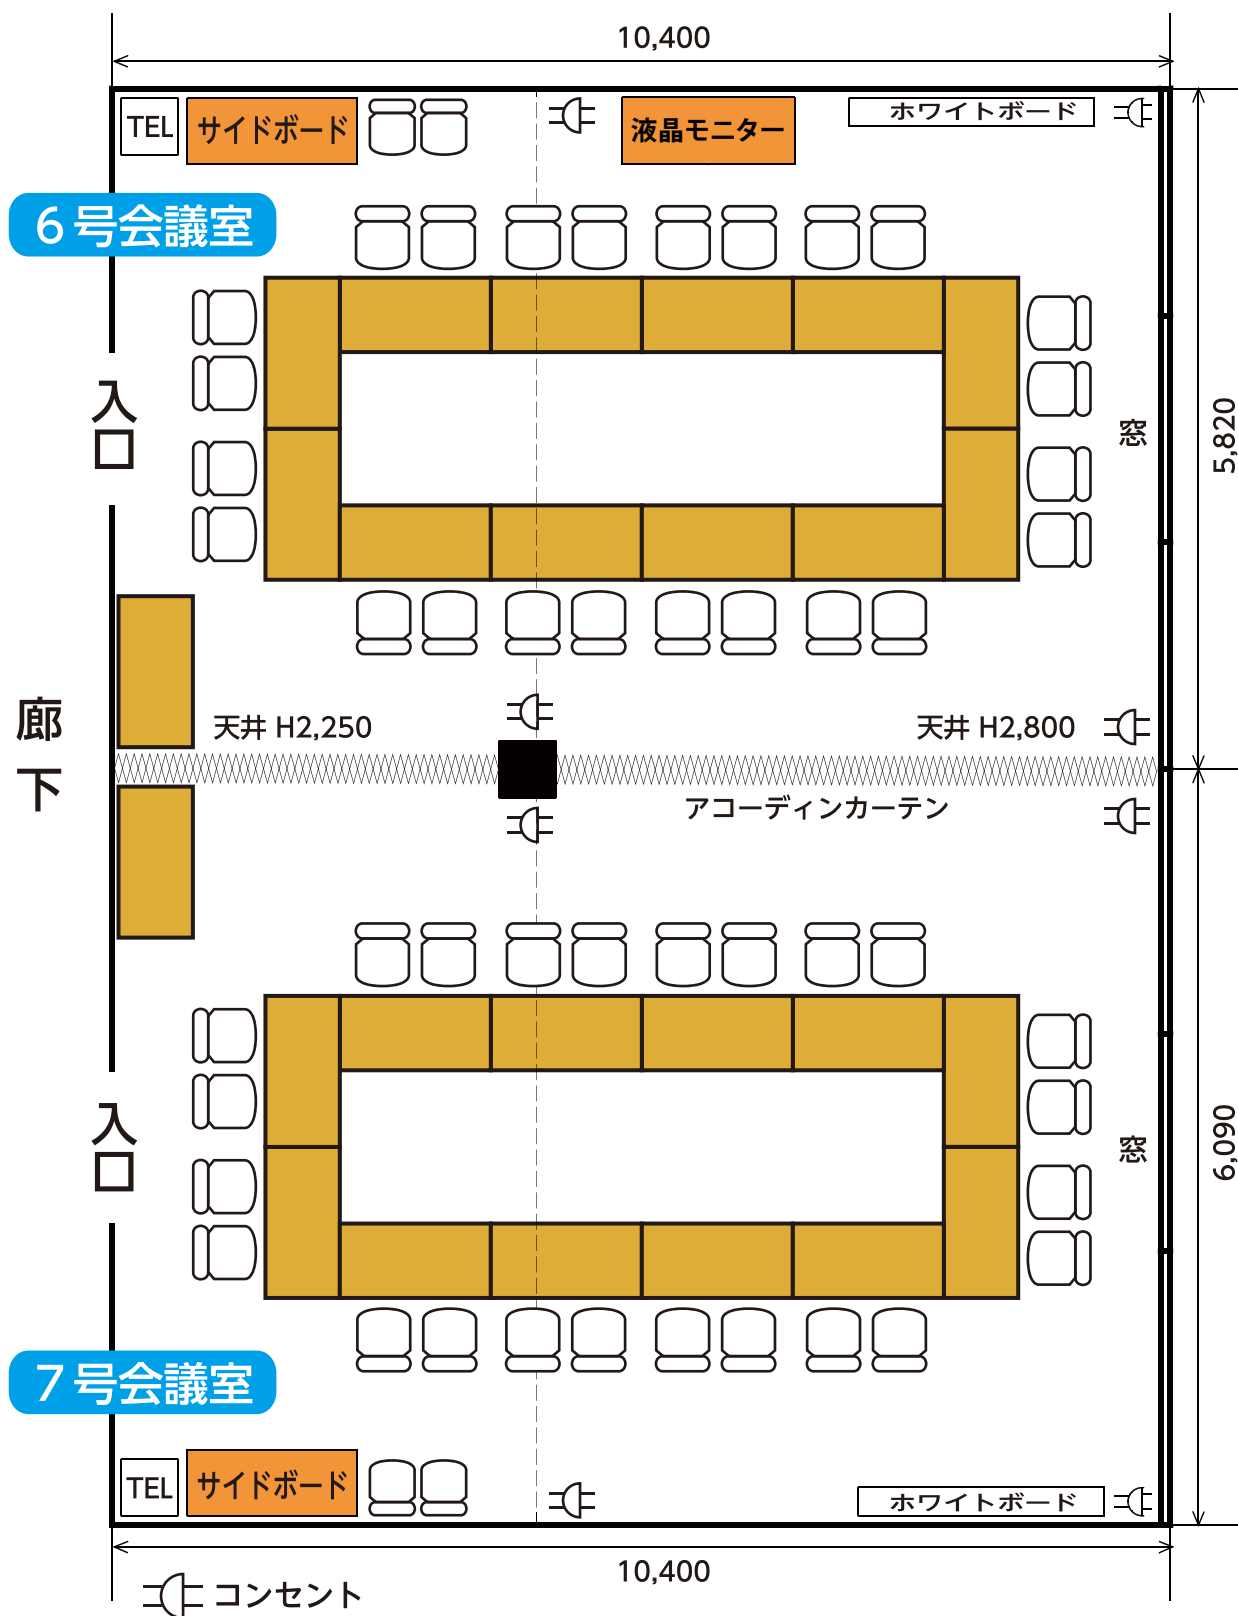 10,400
TEL
サイドボード
液晶モニター
ホワイトボード
6号会議室
入口
窓
5,820
廊下
天井 H2,250
天井 H2,800
アコーディンカーテン
入口
窓
6,090
7号会議室
TEL
サイドボード
ホワイトボード
10,400
コンセント